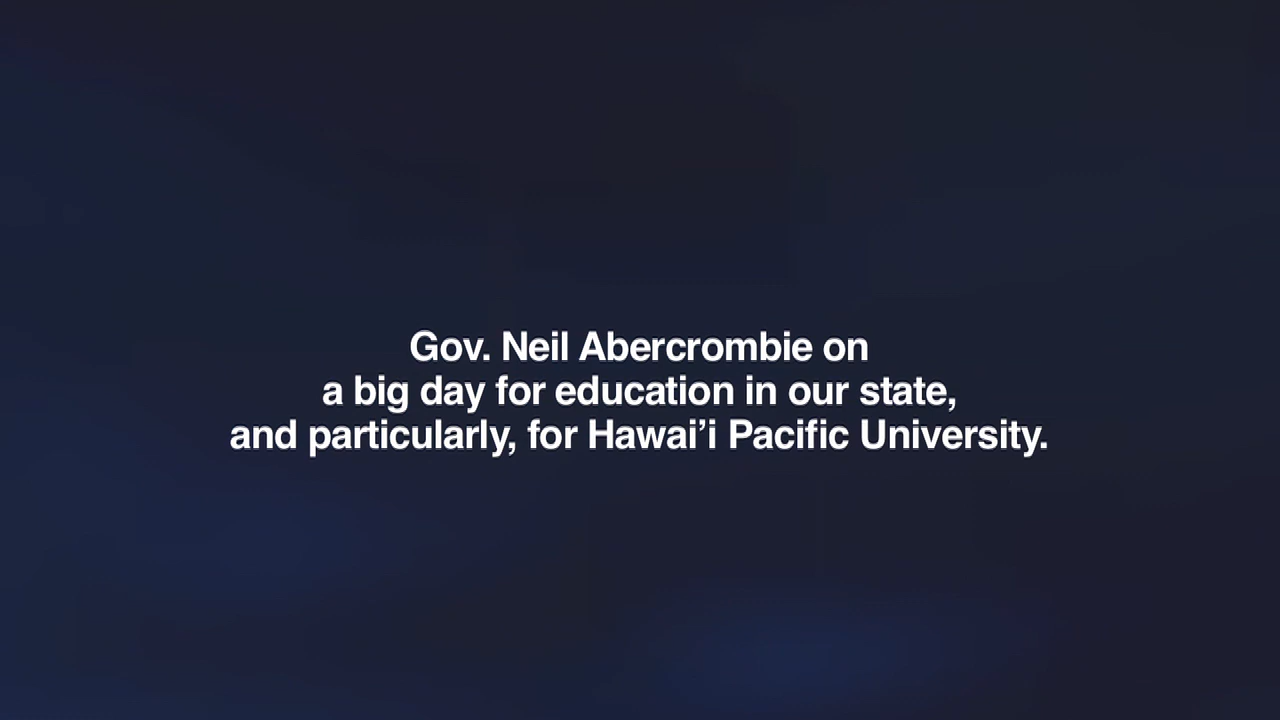 Gov. Neil Abercrombie on
a big day for education in our state,
and particularly, for Hawai’i Pacific University.